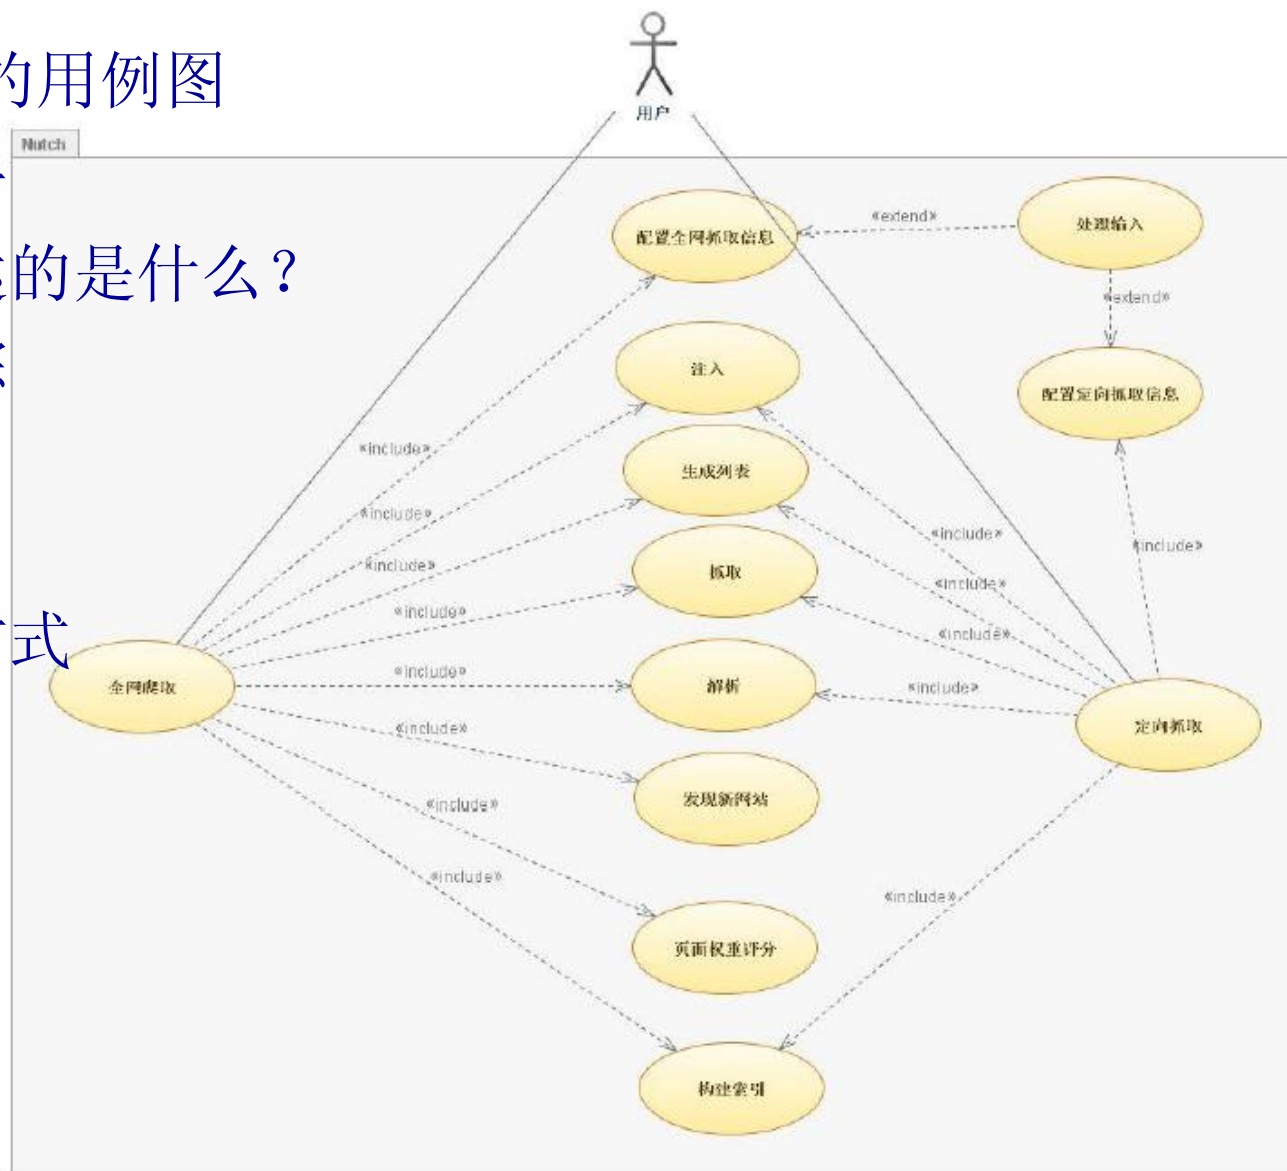 的用例图
用户
Nutch
的是什么？
式
配置全网抓取信息
«extend»
处理输入
«extend»
配置定向抓取信息
注入
生成列表
抓取
解析
发现新网站
页面权重评分
构建索引
全网爬取
定向抓取
«include»
«include»
«include»
«include»
«include»
«include»
«include»
«include»
«include»
«include»
«include»
«include»
«include»
«include»